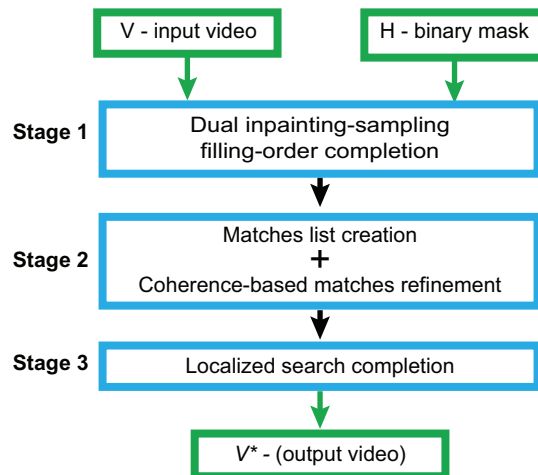 V - input video
H - binary mask
Stage 1
Dual inpainting-sampling
filling-order completion
Stage 2
Matches list creation
+
Coherence-based matches refinement
Stage 3
Localized search completion
V* - (output video)